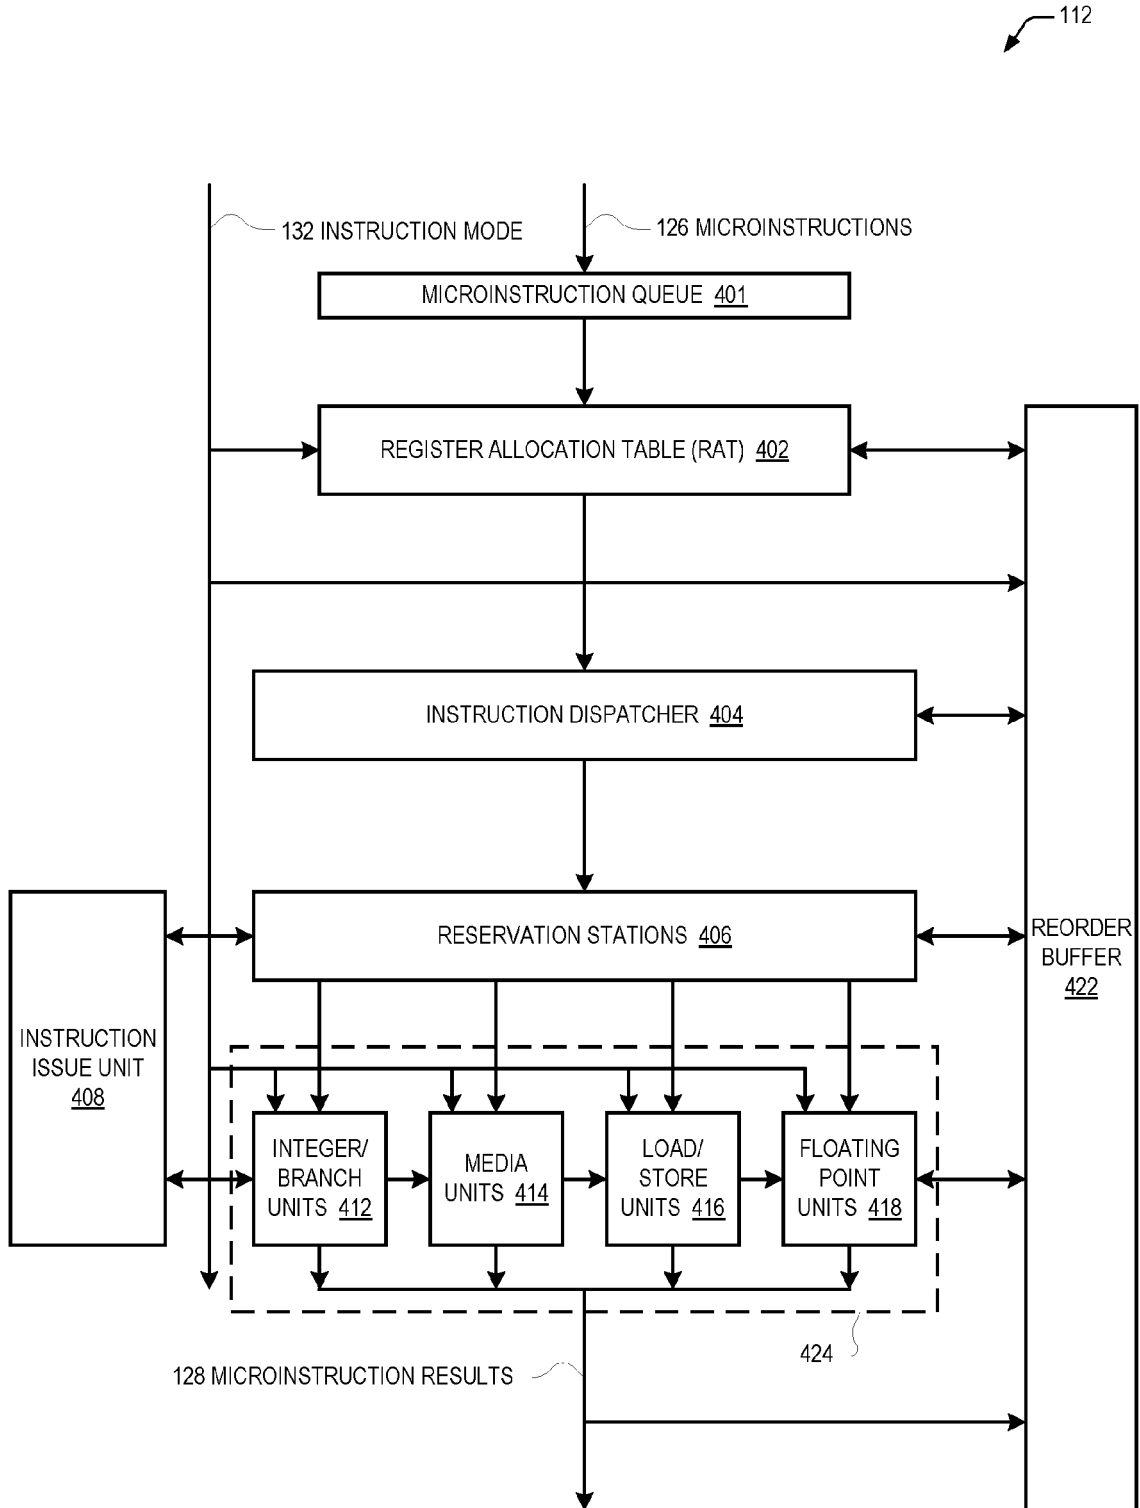 112
132 INSTRUCTION MODE
126 MICROINSTRUCTIONS
MICROINSTRUCTION QUEUE 401
REGISTER ALLOCATION TABLE (RAT) 402
INSTRUCTION DISPATCHER 404
RESERVATION STATIONS 406
REORDER
BUFFER
422
INSTRUCTION
ISSUE UNIT
408
INTEGER/
BRANCH
UNITS 412
MEDIA
UNITS 414
LOAD/
STORE
UNITS 416
FLOATING
POINT
UNITS 418
424
128 MICROINSTRUCTION RESULTS